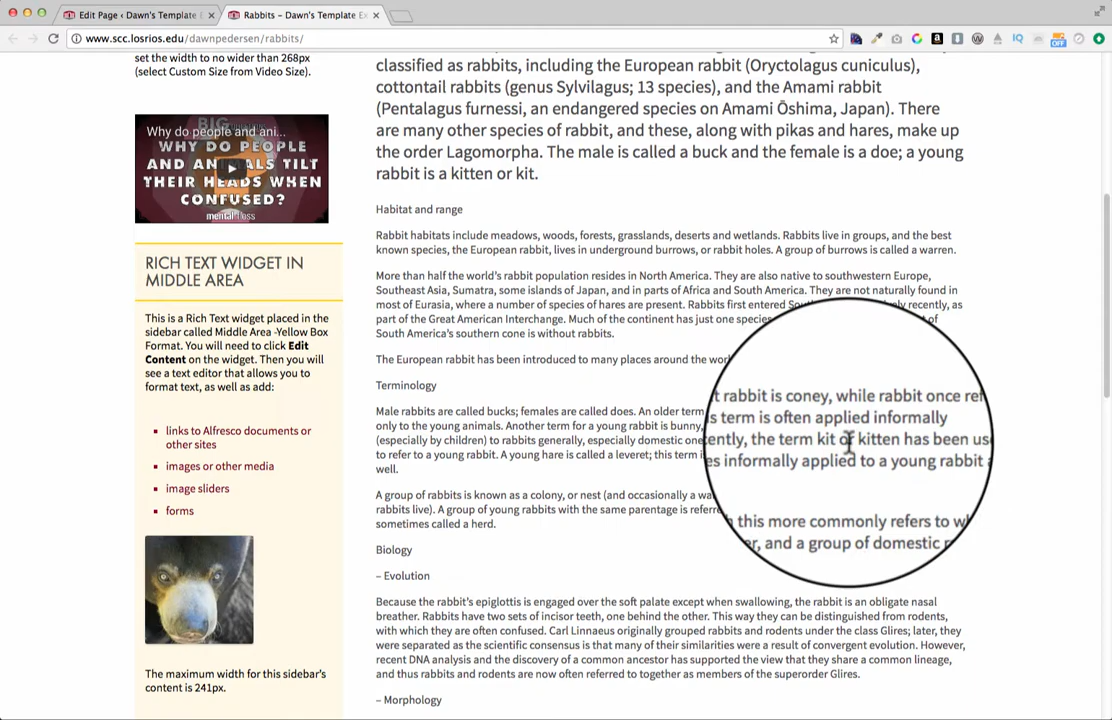 Edit Page ‹ Dawn's Template E
Rabbits – Dawn's Template Ex
www.scc.losrios.edu/dawnpedersen/rabbits/
OFF
set the width to no wider than 268px
(select Custom Size from Video Size).
Why do people and ani...
BIG
WHY DO PEOPLE
AND ANIMALS TILT
THEIR HEADS WHEN
CONFUSED?
mental floss
RICH TEXT WIDGET IN
MIDDLE AREA
This is a Rich Text widget placed in the
sidebar called Middle Area -Yellow Box
Format. You will need to click Edit
Content on the widget. Then you will
see a text editor that allows you to
format text, as well as add:
links to Alfresco documents or
other sites
images or other media
image sliders
forms
The maximum width for this sidebar's
content is 241px.
classified as rabbits, including the European rabbit (Oryctolagus cuniculus),
cottontail rabbits (genus Sylvilagus; 13 species), and the Amami rabbit
(Pentalagus furnessi, an endangered species on Amami Ōshima, Japan). There
are many other species of rabbit, and these, along with pikas and hares, make up
the order Lagomorpha. The male is called a buck and the female is a doe; a young
rabbit is a kitten or kit.
Habitat and range
Rabbit habitats include meadows, woods, forests, grasslands, deserts and wetlands. Rabbits live in groups, and the best
known species, the European rabbit, lives in underground burrows, or rabbit holes. A group of burrows is called a warren.
More than half the world's rabbit population resides in North America. They are also native to southwestern Europe,
Southeast Asia, Sumatra, some islands of Japan, and in parts of Africa and South America. They are not naturally found in
most of Eurasia, where a number of species of hares are present. Rabbits first entered Sou vely recently, as
part of the Great American Interchange. Much of the continent has just one species of
South America's southern cone is without rabbits.
The European rabbit has been introduced to many places around the wor
Terminology
Male rabbits are called bucks; females are called does. An older term
only to the young animals. Another term for a young rabbit is bunny,
(especially by children) to rabbits generally, especially domestic one
to refer to a young rabbit. A young hare is called a leveret; this term i
well.
t rabbit is coney, while rabbit once ref
s term is often applied informally
ently, the term kit or kitten has been us
es informally applied to a young rabbit a
A group of rabbits is known as a colony, or nest (and occasionally a wa
rabbits live). A group of young rabbits with the same parentage is referre
sometimes called a herd.
this more commonly refers to w
er, and a group of domestic r
Biology
– Evolution
Because the rabbit's epiglottis is engaged over the soft palate except when swallowing, the rabbit is an obligate nasal
breather. Rabbits have two sets of incisor teeth, one behind the other. This way they can be distinguished from rodents,
with which they are often confused. Carl Linnaeus originally grouped rabbits and rodents under the class Glires; later, they
were separated as the scientific consensus is that many of their similarities were a result of convergent evolution. However,
recent DNA analysis and the discovery of a common ancestor has supported the view that they share a common lineage,
and thus rabbits and rodents are now often referred to together as members of the superorder Glires.
– Morphology